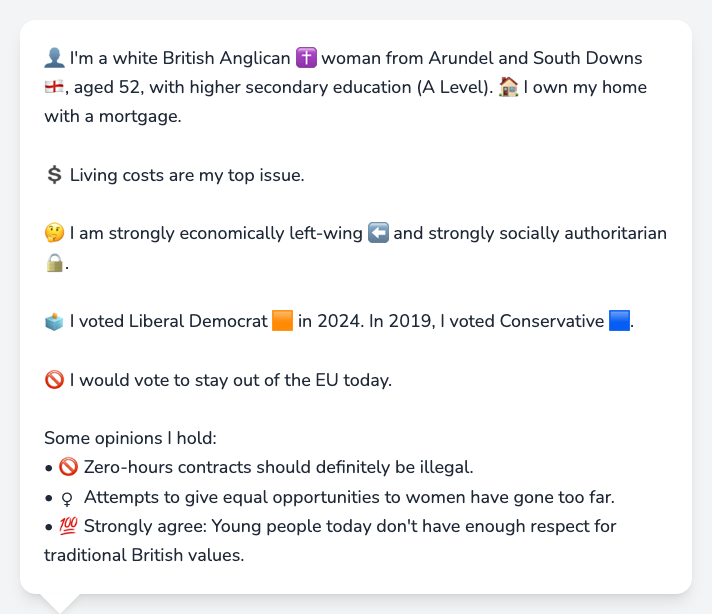 👤 I'm a white British Anglican ✝️ woman from Arundel and South Downs
🏴󠁧󠁢󠁥󠁮󠁧󠁿, aged 52, with higher secondary education (A Level). 🏠 I own my home
with a mortgage.
💲 Living costs are my top issue.
🤔 I am strongly economically left-wing ⬅️ and strongly socially authoritarian
🔒.
🗳️ I voted Liberal Democrat 🟧 in 2024. In 2019, I voted Conservative 🟦.
🚫 I would vote to stay out of the EU today.
Some opinions I hold:
• 🚫 Zero-hours contracts should definitely be illegal.
• ♀ Attempts to give equal opportunities to women have gone too far.
• 💯 Strongly agree: Young people today don't have enough respect for
traditional British values.